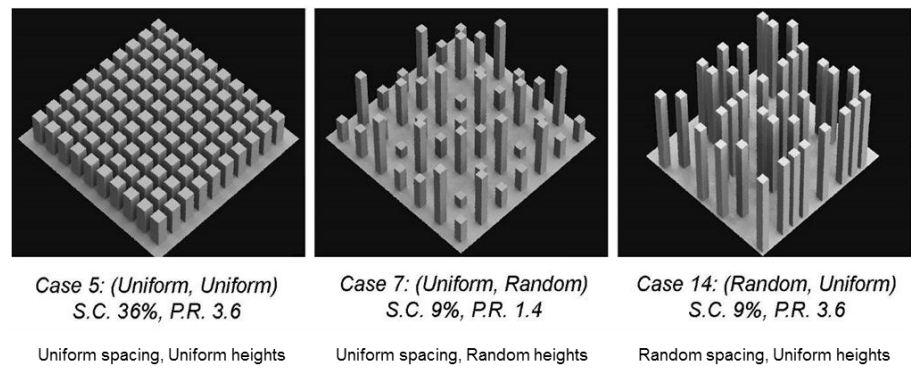 Case 5: (Uniform, Uniform)
S.C. 36%, P.R. 3.6
Uniform spacing, Uniform heights
Case 7: (Uniform, Random)
S.C. 9%, P.R. 1.4
Uniform spacing, Random heights
Case 14: (Random, Uniform)
S.C. 9%, P.R. 3.6
Random spacing, Uniform heights